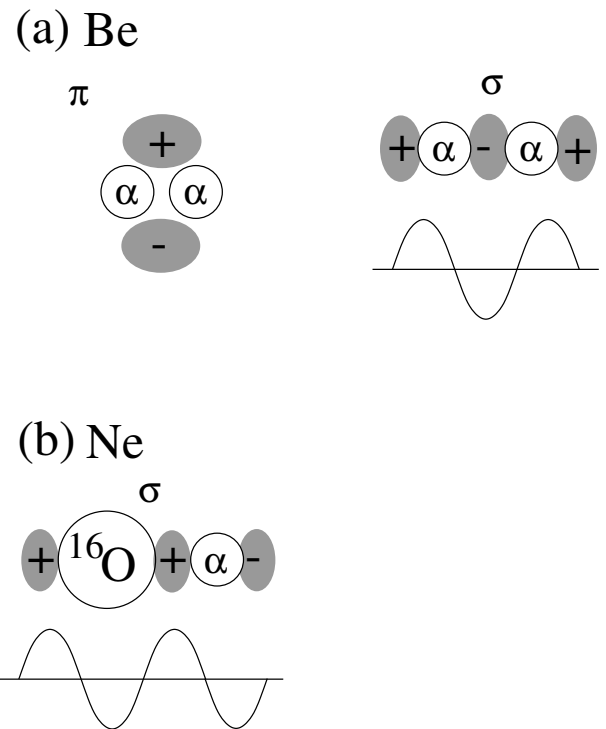 (a) Be
π
σ
+
α α
-
+ α - α +
(b) Ne
σ
+ ¹⁶O + α -